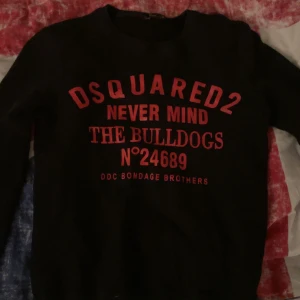 DSQUARED2
NEVER MIND
THE BULLDOGS
N°24689
DDC BONDAGE BROTHERS